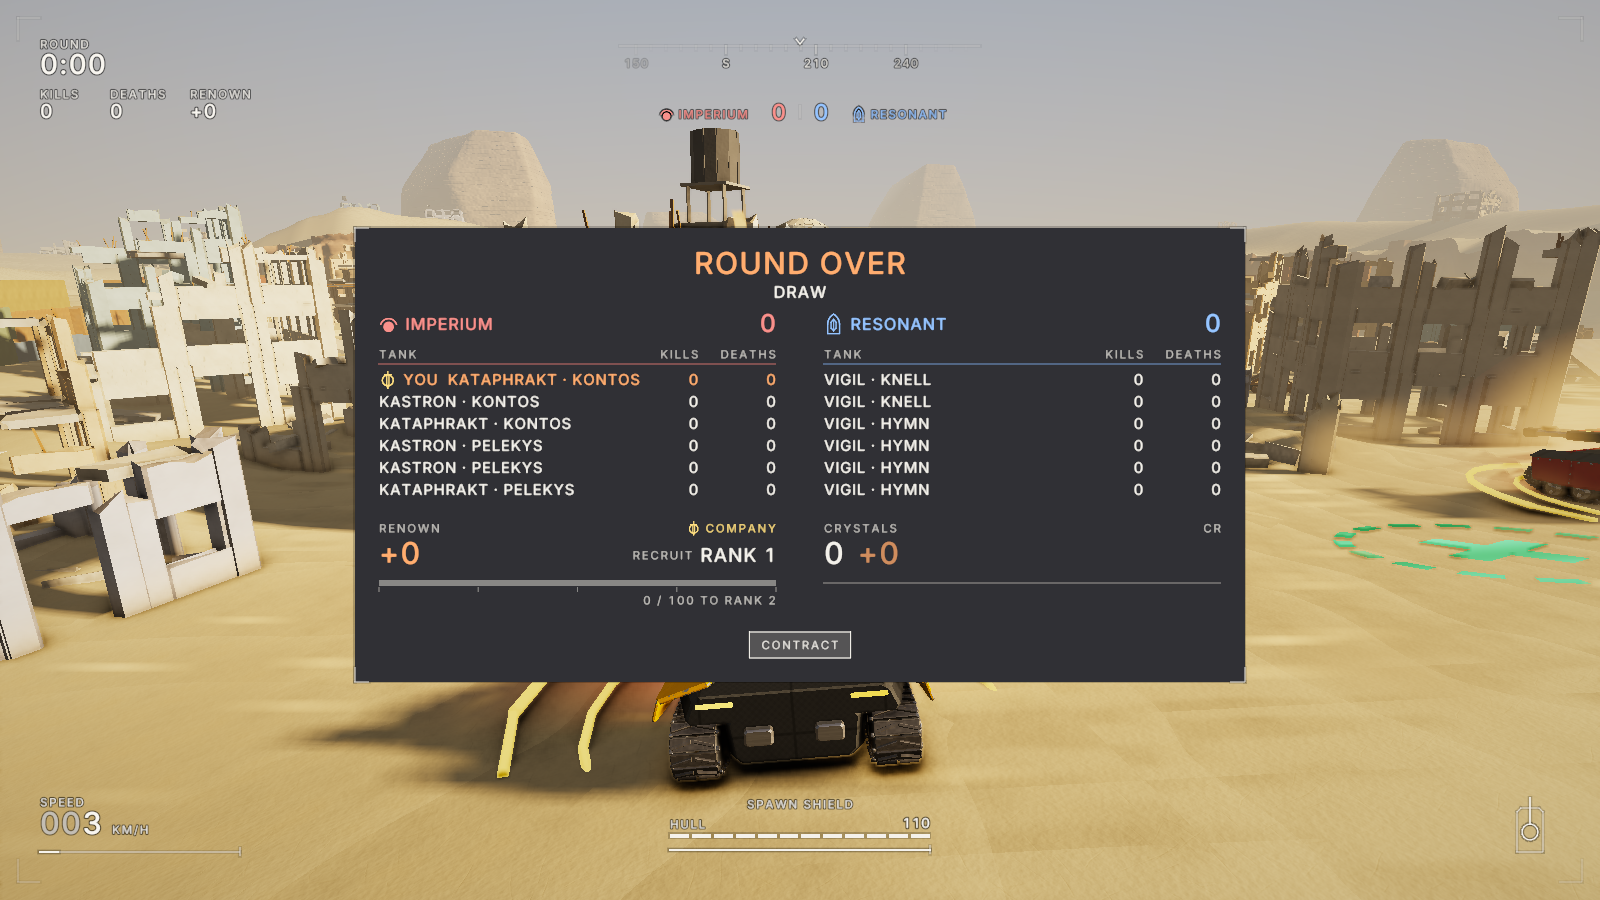 ROUND
0:00
KILLS DEATHS RENOWN
0 0 +0
150 S 210 240
IMPERIUM 0 0 RESONANT
ROUND OVER
DRAW
IMPERIUM 0
TANK KILLS DEATHS
YOU KATAPHRAKT · KONTOS 0 0
KASTRON · KONTOS 0 0
KATAPHRAKT · KONTOS 0 0
KASTRON · PELEKYS 0 0
KASTRON · PELEKYS 0 0
KATAPHRAKT · PELEKYS 0 0
RESONANT 0
TANK KILLS DEATHS
VIGIL · KNELL 0 0
VIGIL · KNELL 0 0
VIGIL · HYMN 0 0
VIGIL · HYMN 0 0
VIGIL · HYMN 0 0
VIGIL · HYMN 0 0
RENOWN COMPANY
+0 RECRUIT RANK 1
0 / 100 TO RANK 2
CRYSTALS CR
0 +0
CONTRACT
SPEED
003 KM/H
SPAWN SHIELD
HULL 110